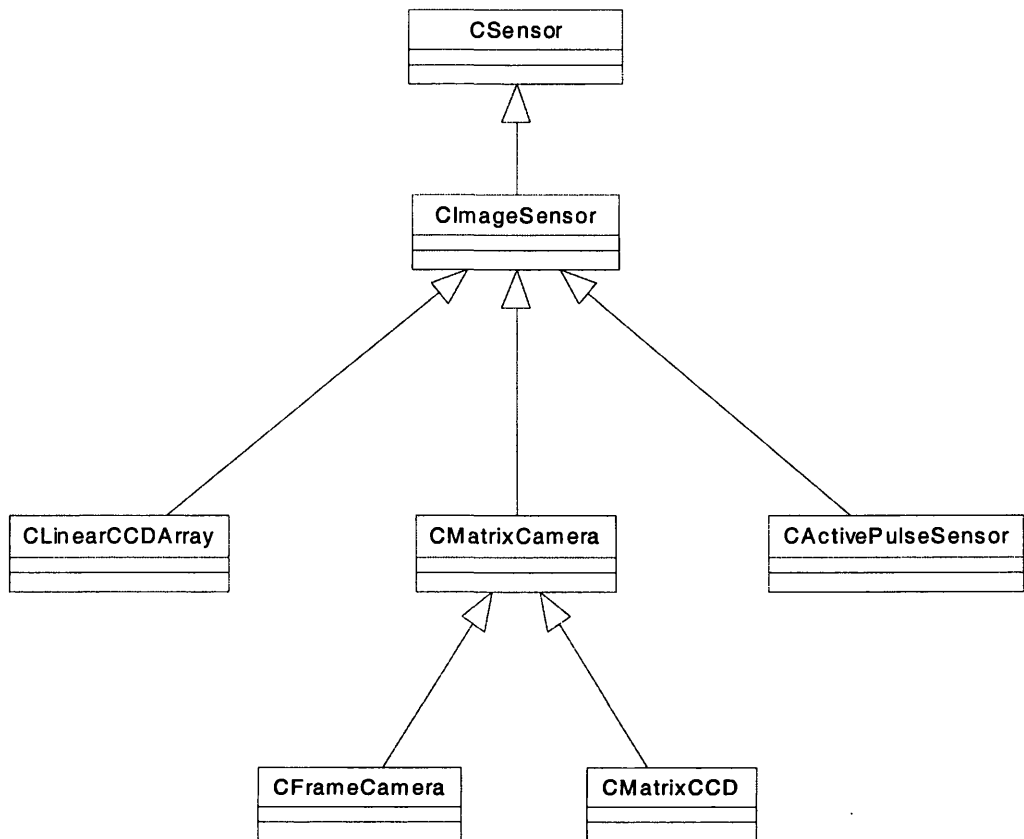 CSensor
CImageSensor
CLinearCCDArray
CMatrixCamera
CActivePulseSensor
CFrameCamera
CMatrixCCD